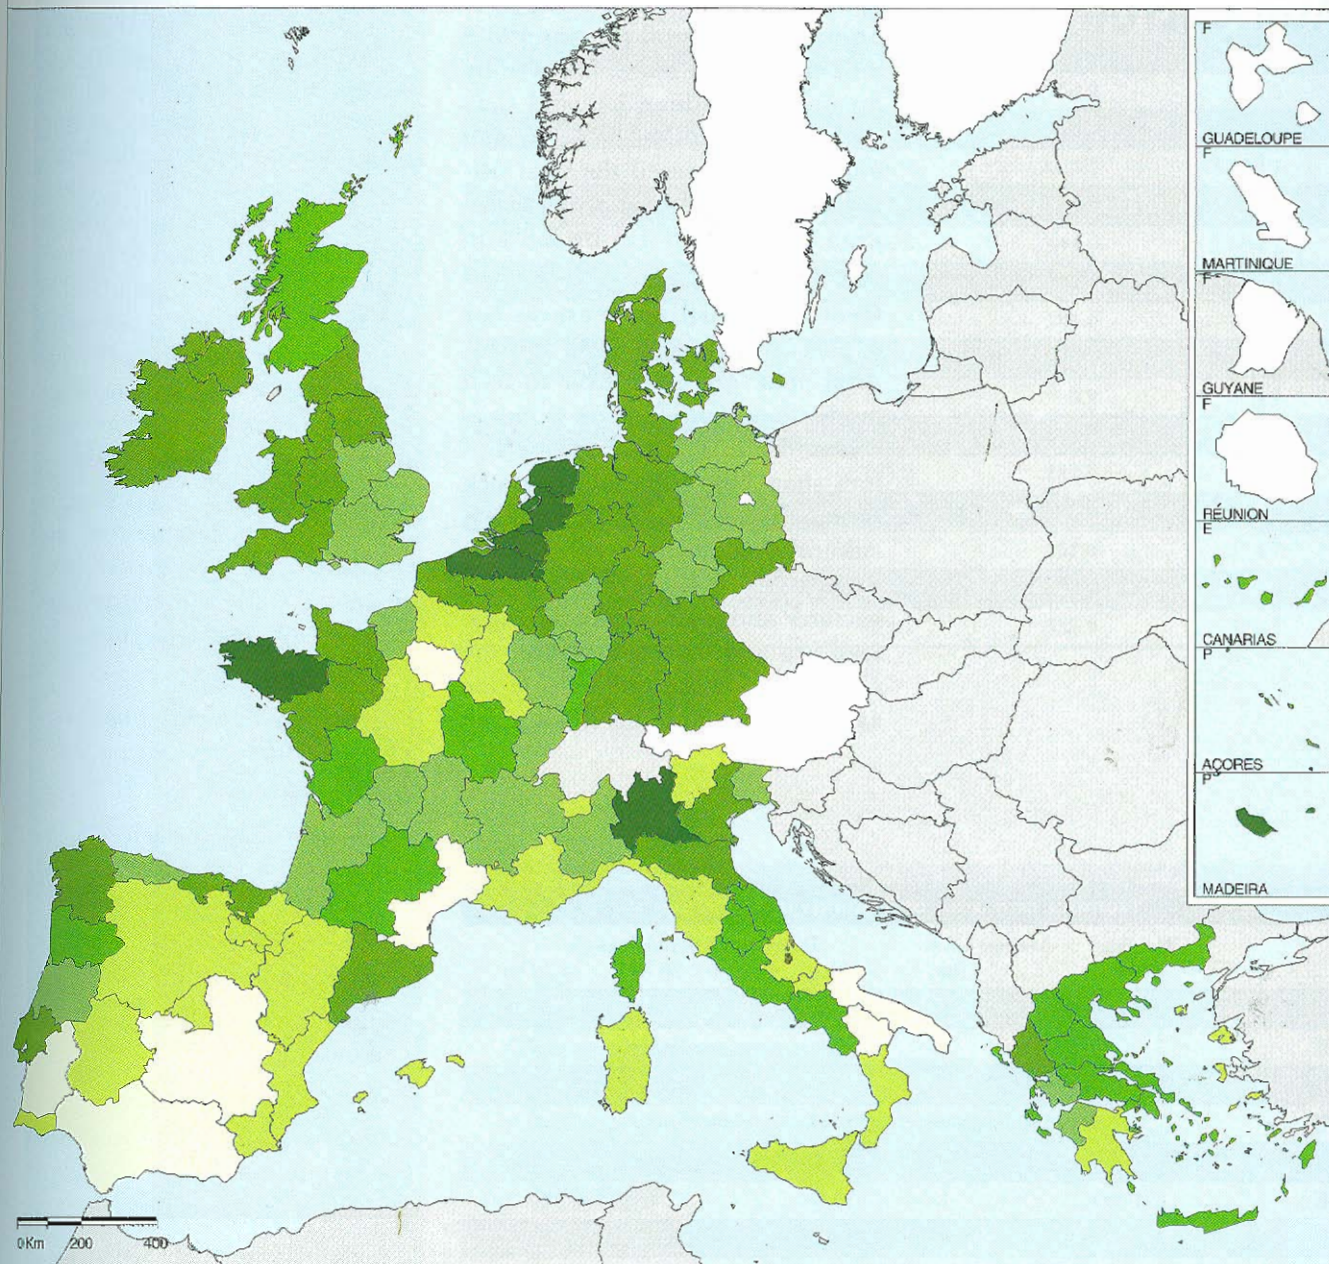 F
GUADELOUPE
F
MARTINIQUE
F
GUYANE
F
RÉUNION
E
CANARIAS
P
AÇORES
P
MADEIRA
0 Km 200 400